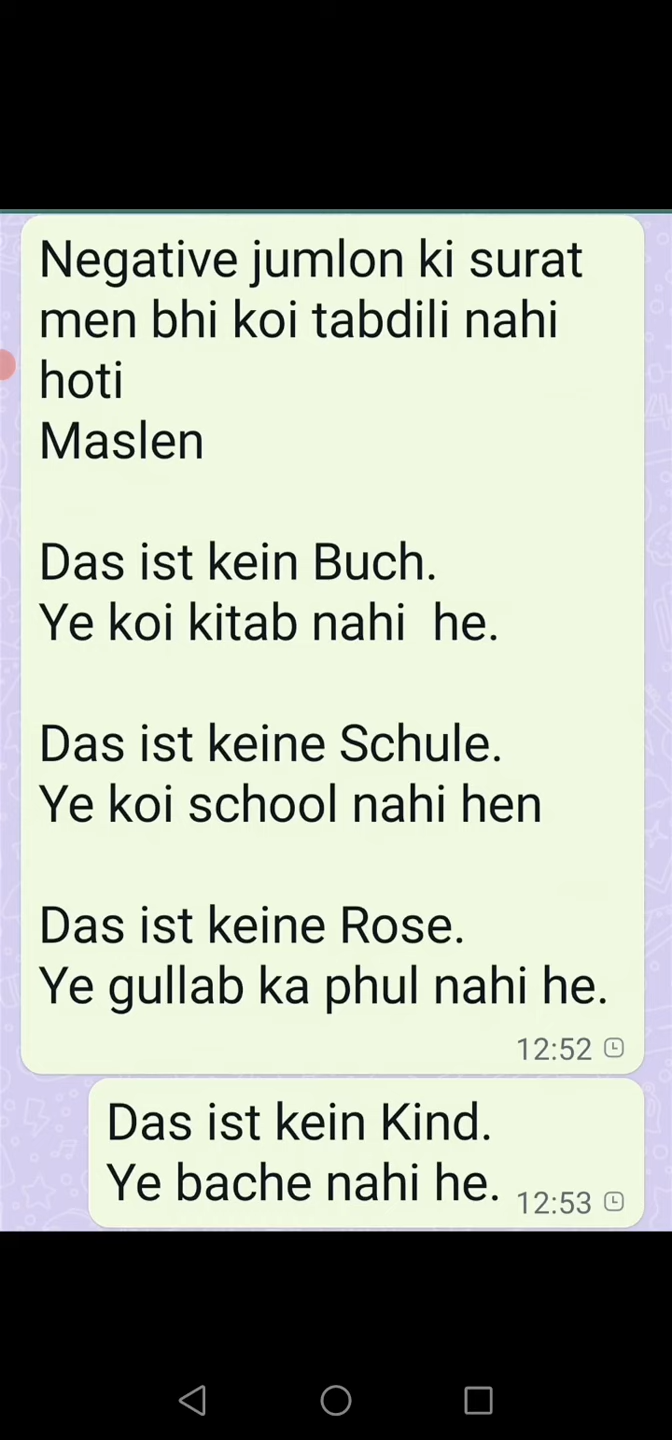 Negative jumlon ki surat
men bhi koi tabdili nahi
hoti
Maslen
Das ist kein Buch.
Ye koi kitab nahi  he.
Das ist keine Schule.
Ye koi school nahi hen
Das ist keine Rose.
Ye gullab ka phul nahi he.
12:52
Das ist kein Kind.
Ye bache nahi he.
12:53